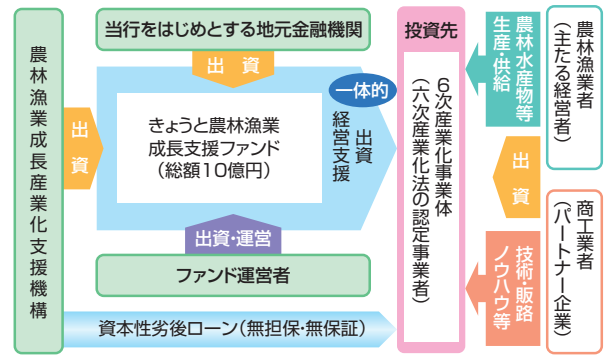 農林漁業成長産業化支援機構
当行をはじめとする地元金融機関
出資
出資
きょうと農林漁業
成長支援ファンド
（総額10億円）
一体的
出資
経営支援
出資・運営
ファンド運営者
資本性劣後ローン（無担保・無保証）
投資先
６次産業化事業体
（六次産業化法の認定事業者）
農林水産物等
生産・供給
出資
技術・販路
ノウハウ等
農林漁業者
（主たる経営者）
商工業者
（パートナー企業）